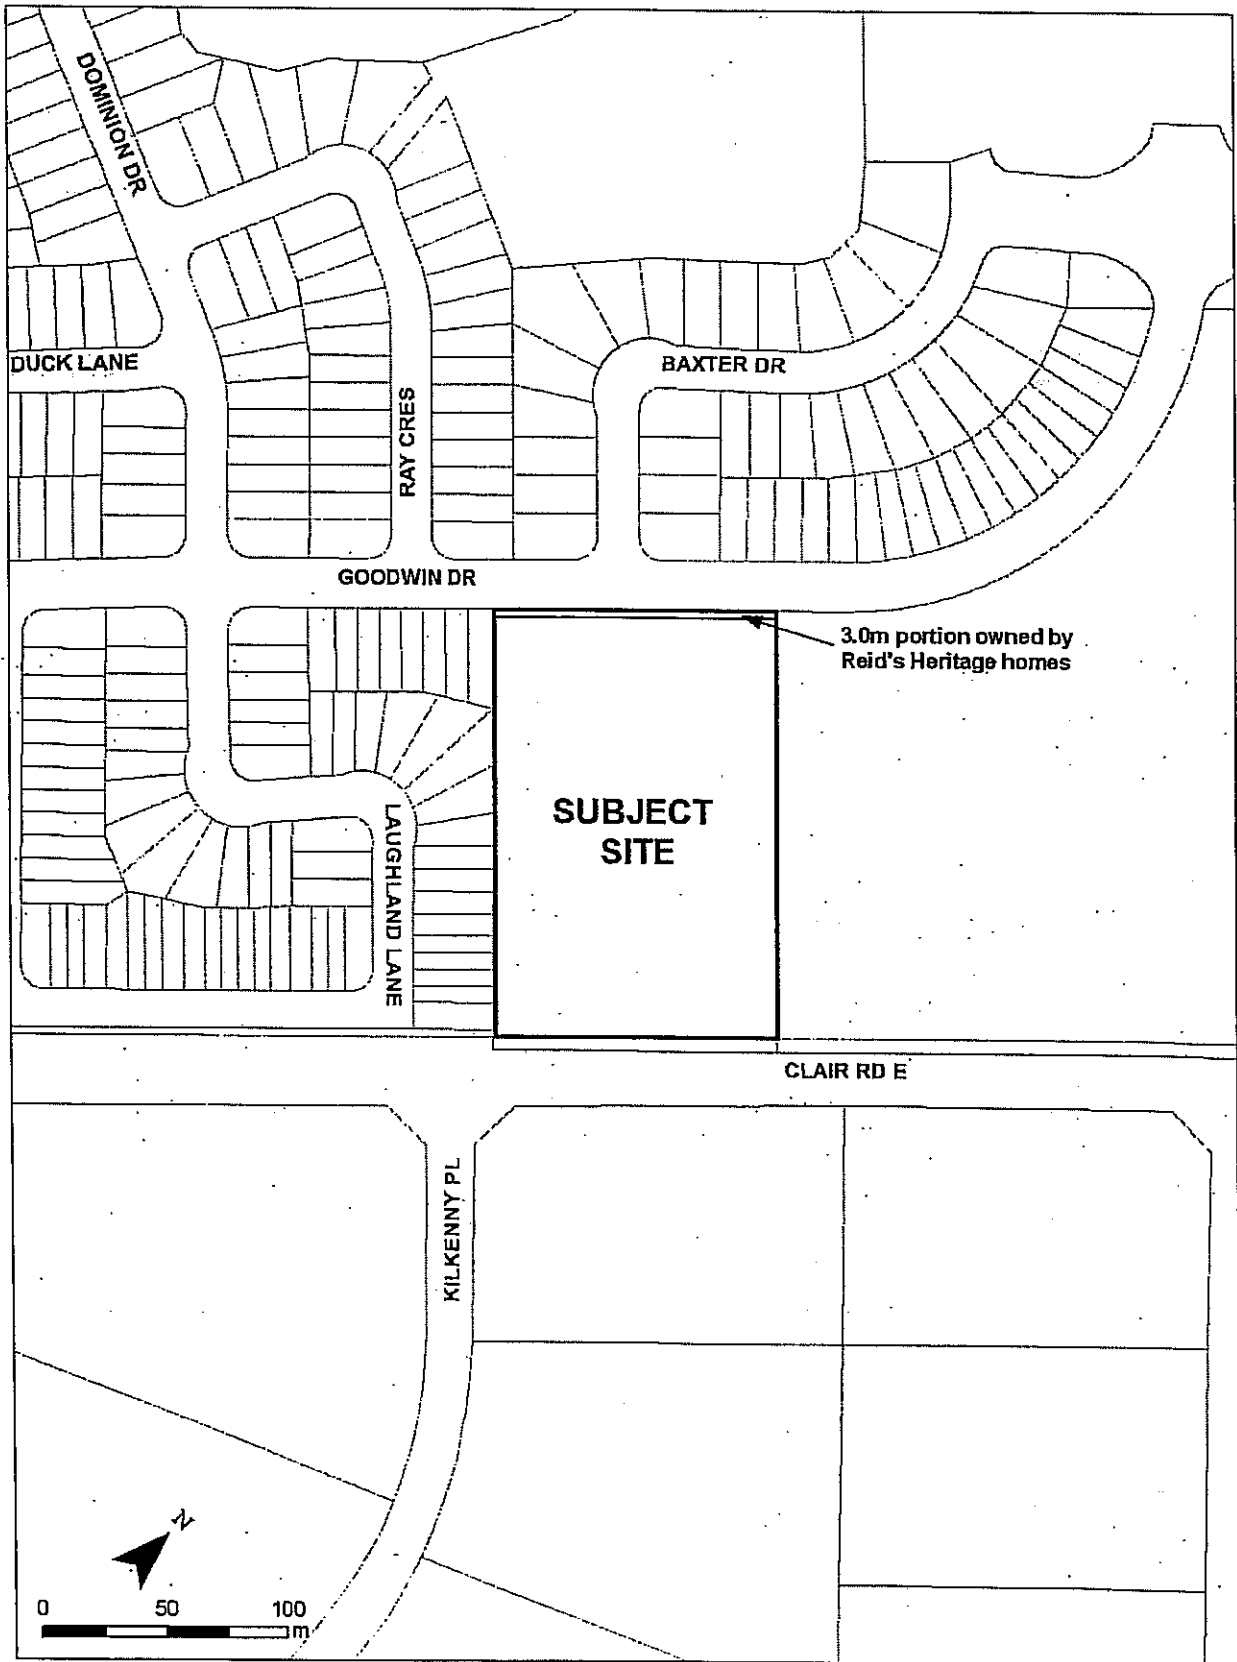 DOMINION DR
DUCK LANE
BAXTER DR
RAY CRES
GOODWIN DR
3.0m portion owned by
Reid's Heritage homes
SUBJECT
SITE
LAUGHLAND LANE
CLAIR RD E
KILKENNY PL
N
0 50 100
m